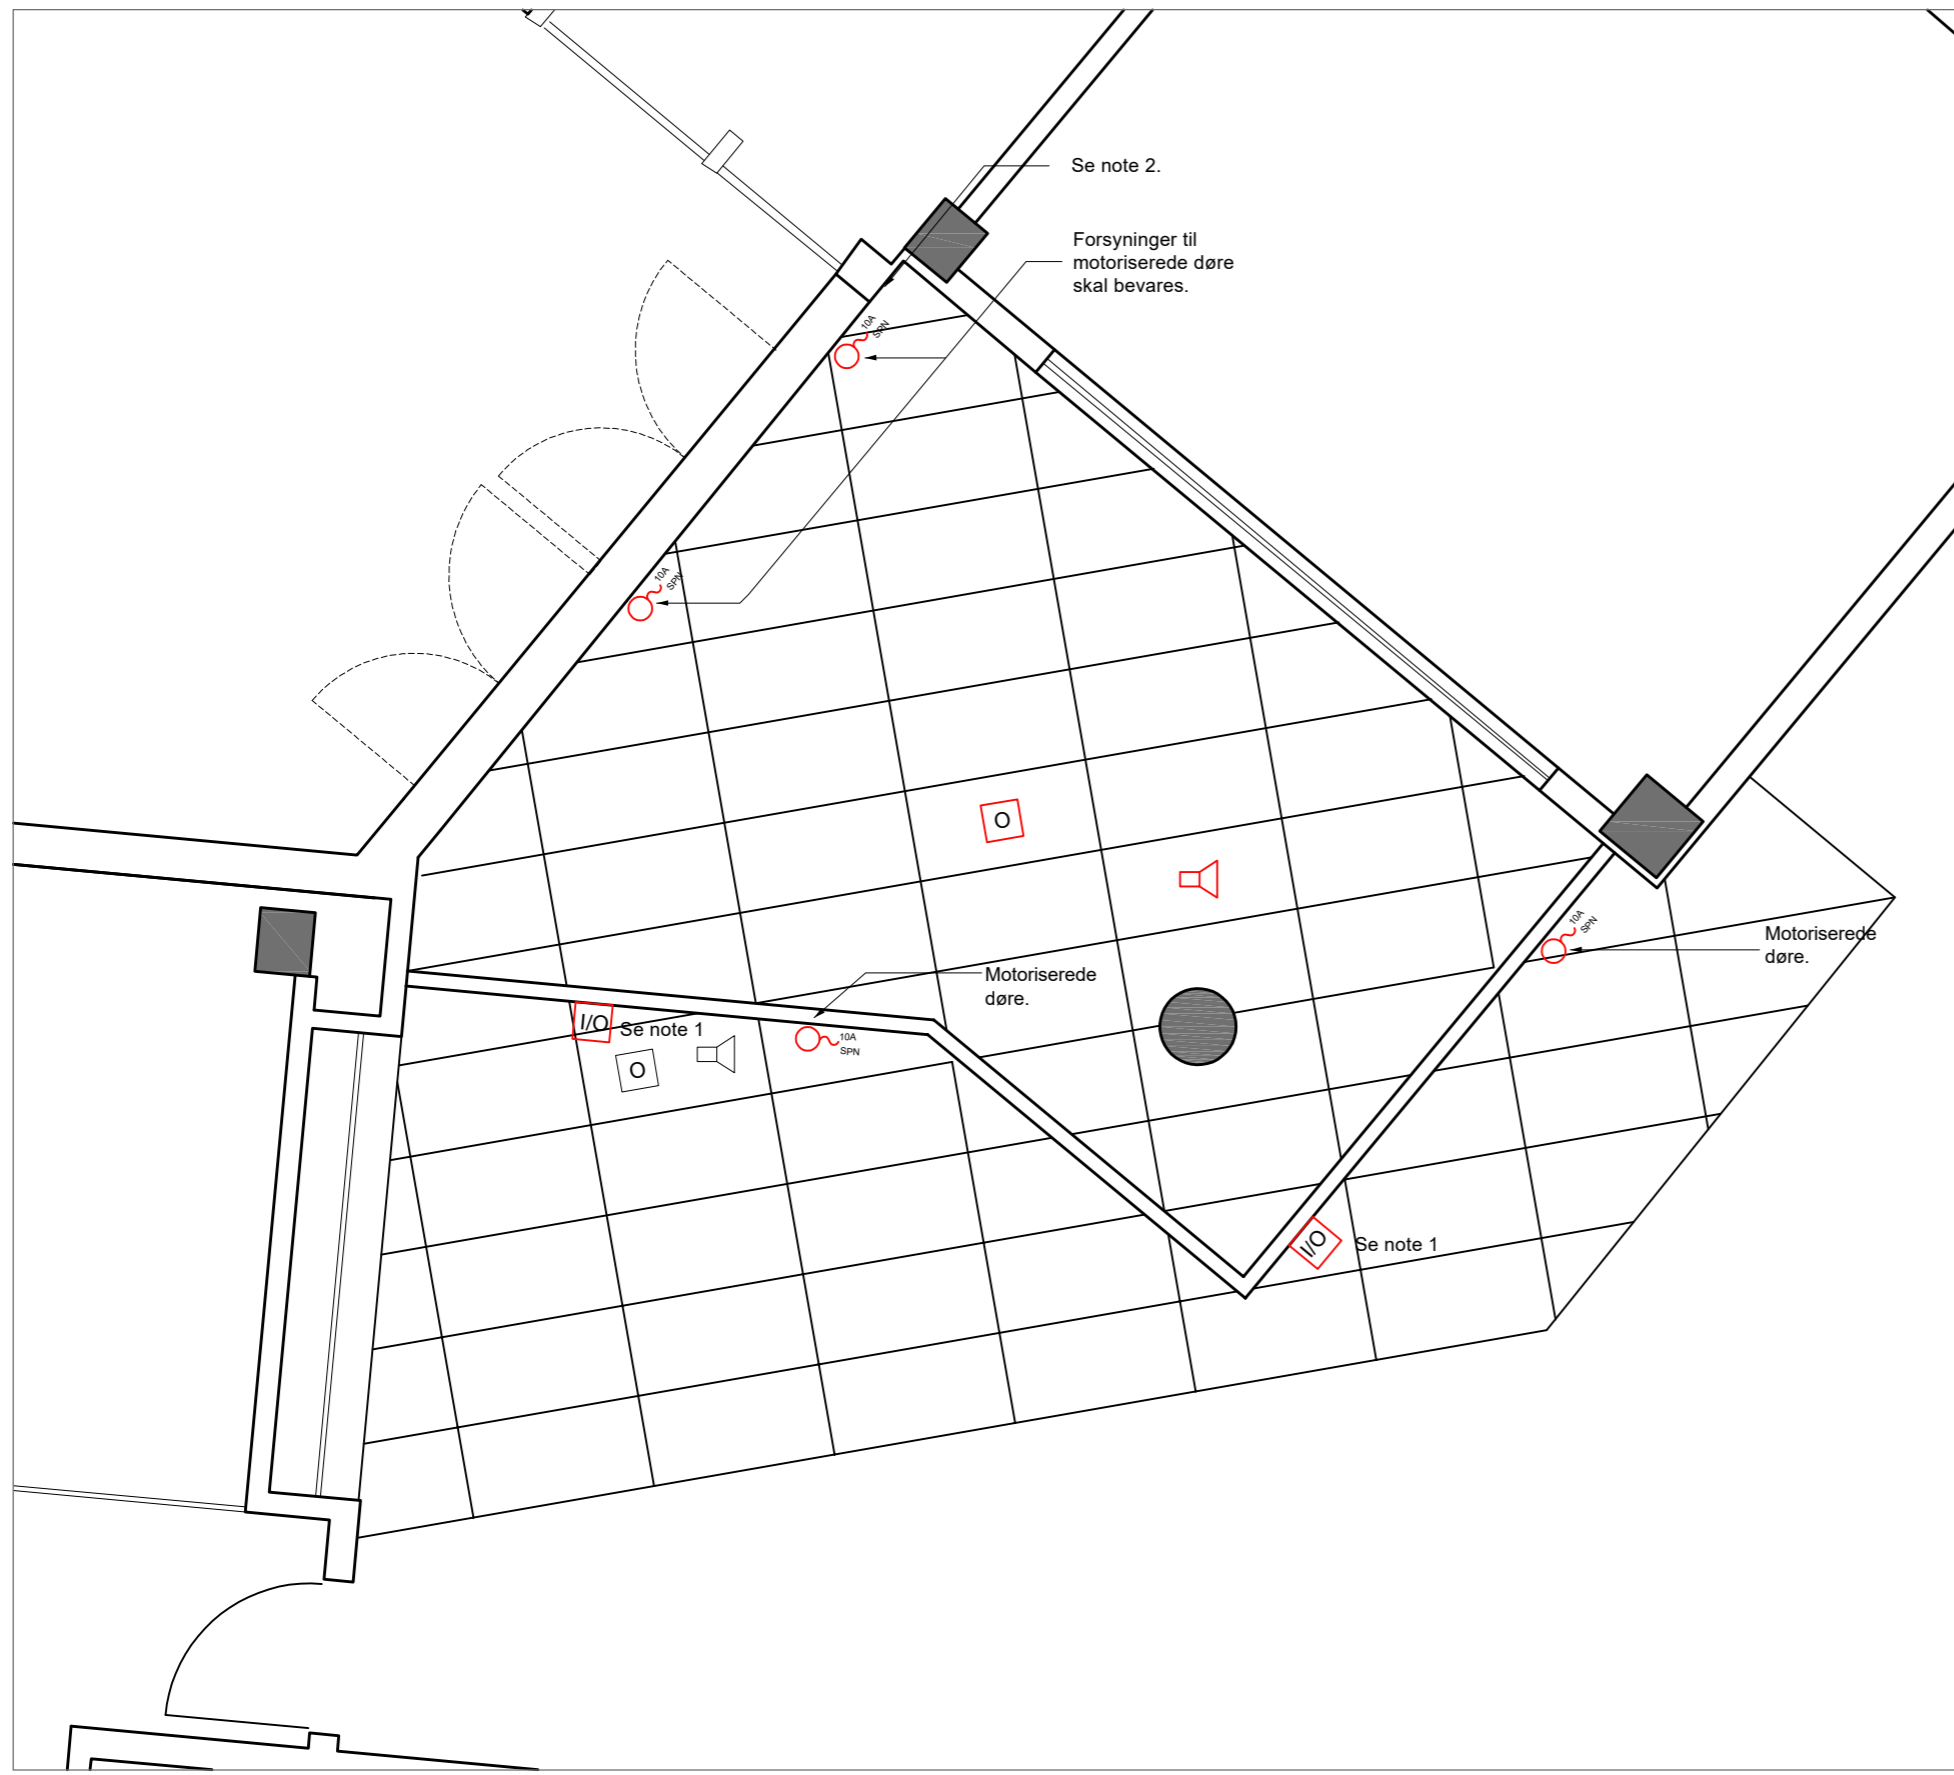 Se note 2.
Forsyninger til
motoriserede døre
skal bevares.
10A
SPN
10A
SPN
O
10A
SPN
Motoriserede
døre.
Motoriserede
døre.
I/O
Se note 1
10A
SPN
O
I/O
Se note 1